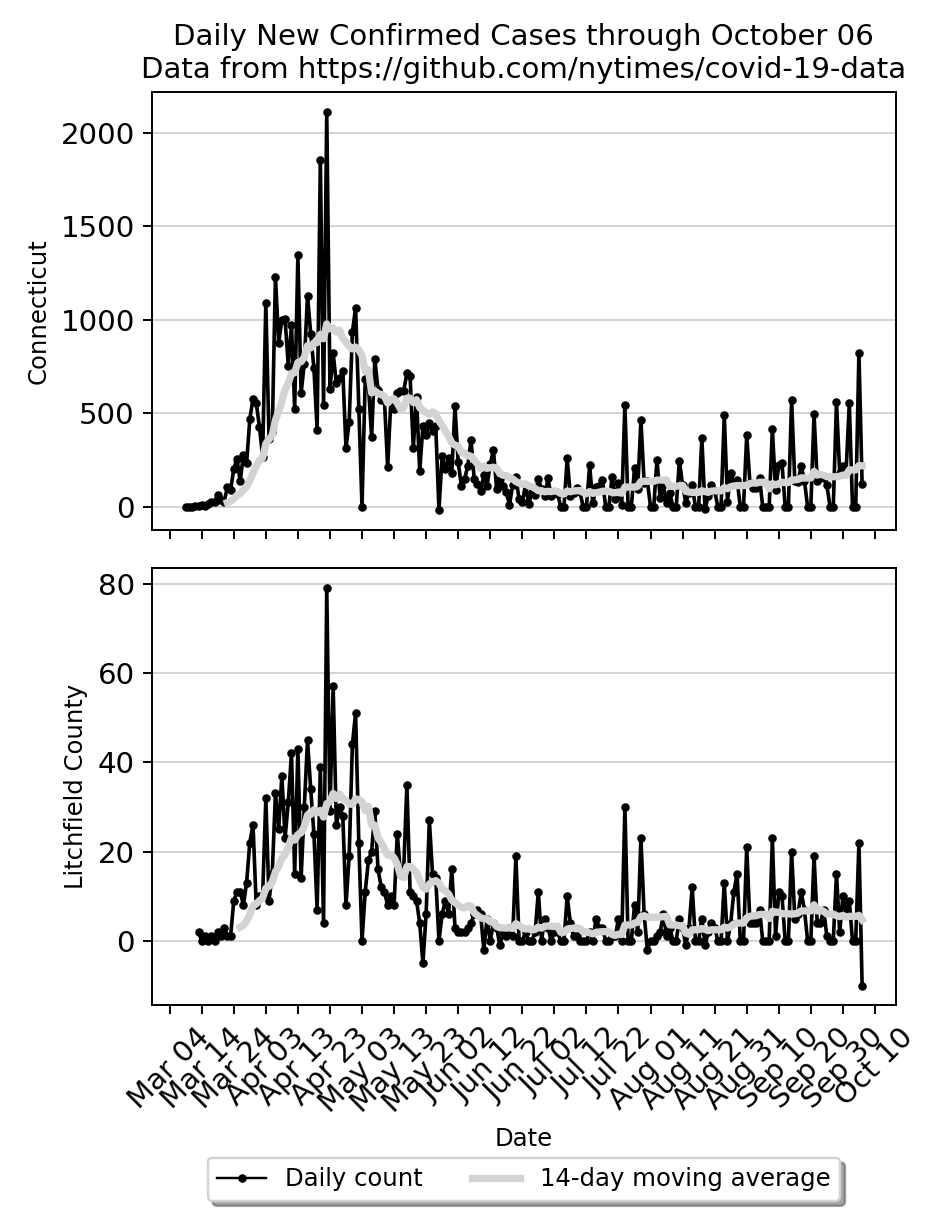 Daily New Confirmed Cases through October 06
Data from https://github.com/nytimes/covid-19-data
2000
1500
1000
500
0
Connecticut
80
60
40
20
0
Litchfield County
Mar 04
Mar 14
Mar 24
Apr 03
Apr 13
Apr 23
May 03
May 13
May 23
Jun 02
Jun 12
Jun 22
Jul 02
Jul 12
Jul 22
Aug 01
Aug 11
Aug 21
Aug 31
Sep 10
Sep 20
Sep 30
Oct 10
Date
Daily count
14-day moving average